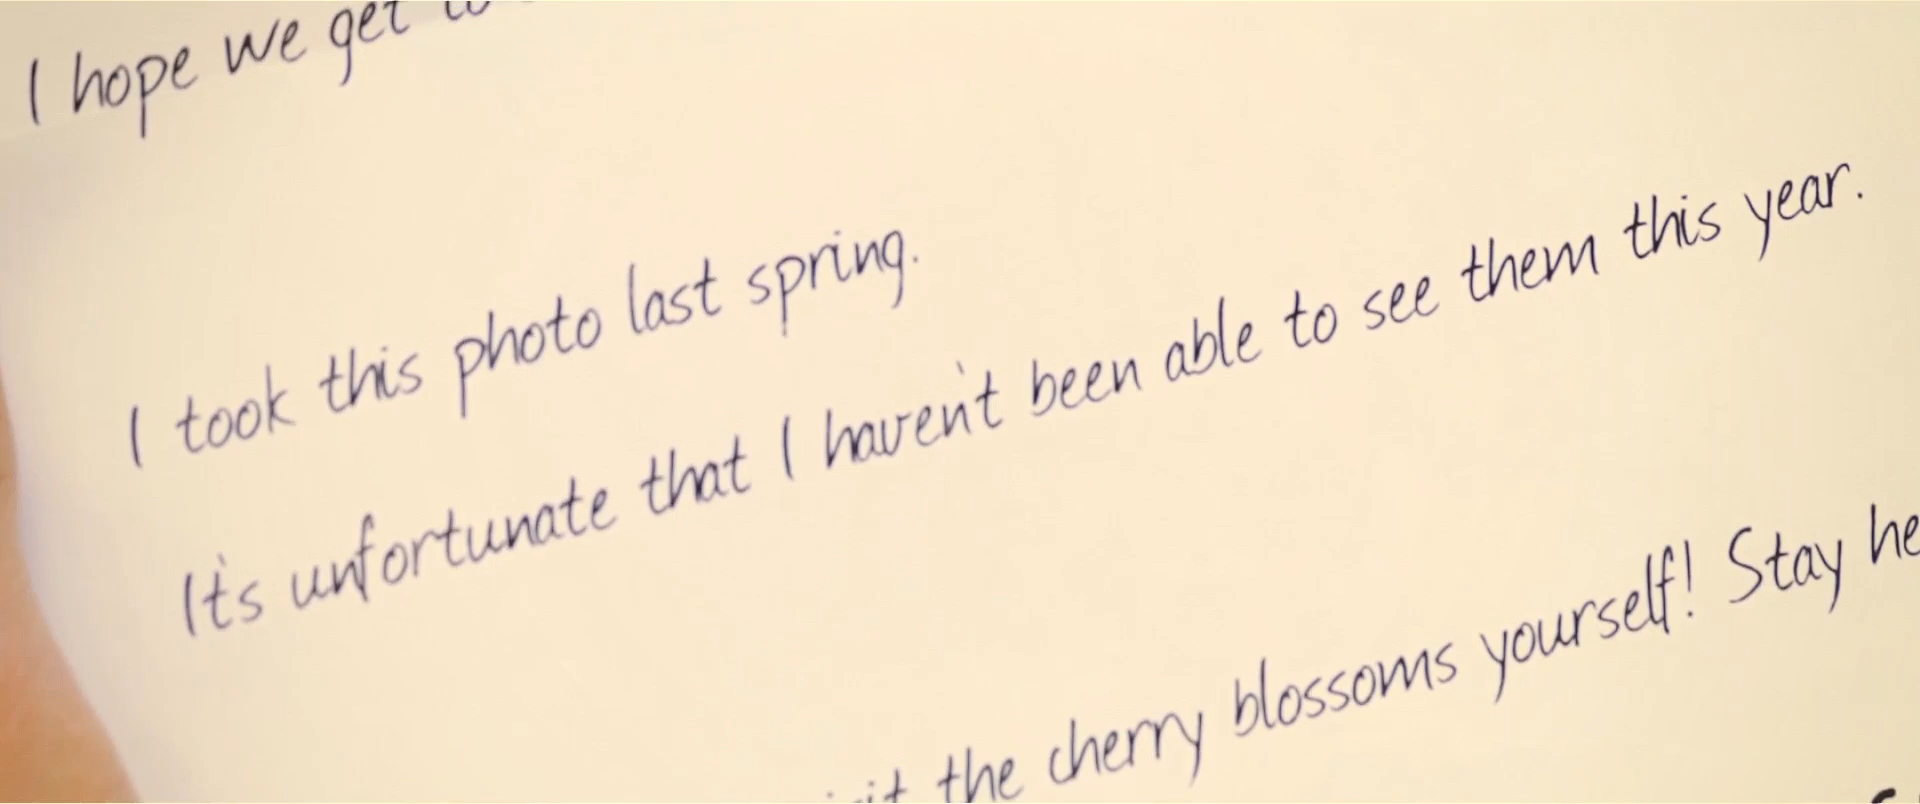 I hope we get to
I took this photo last spring.
It's unfortunate that I haven't been able to see them this year.
the cherry blossoms yourself! Stay